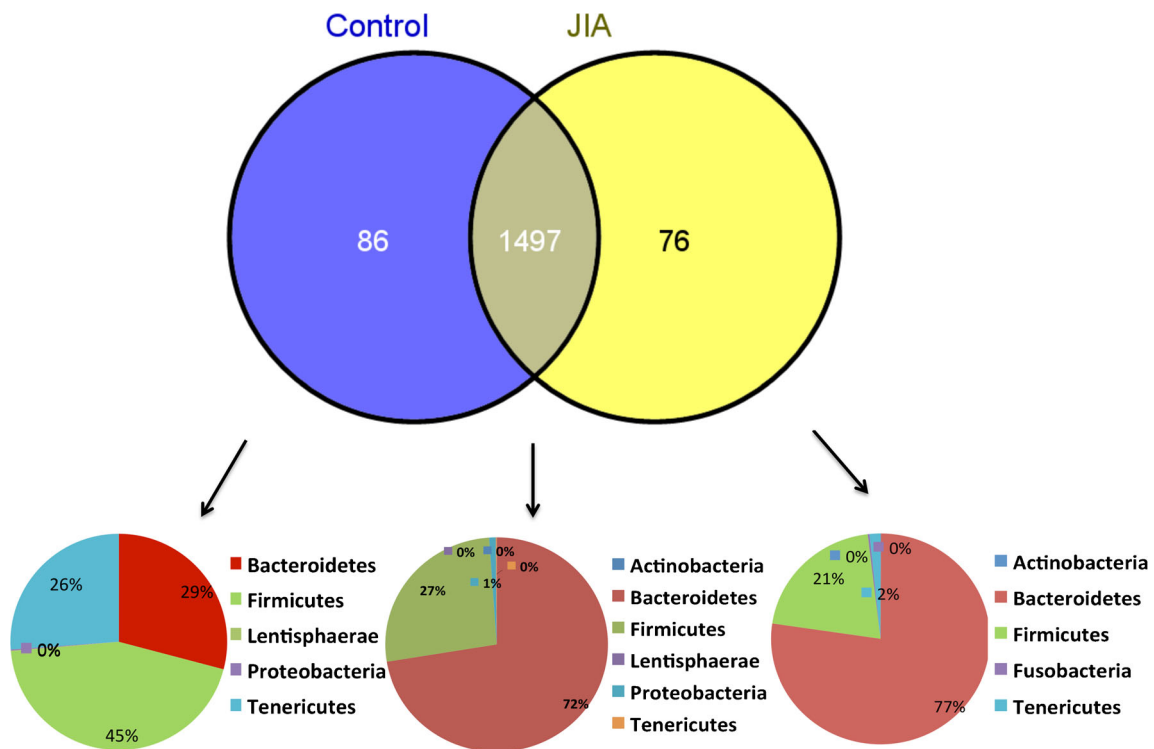 Control JIA
86 1497 76
26% 29% 0% 45%
Bacteroidetes
Firmicutes
Lentisphaerae
Proteobacteria
Tenericutes
0% 0% 1% 0% 27% 72%
Actinobacteria
Bacteroidetes
Firmicutes
Lentisphaerae
Proteobacteria
Tenericutes
0% 0% 21% 2% 77%
Actinobacteria
Bacteroidetes
Firmicutes
Fusobacteria
Tenericutes